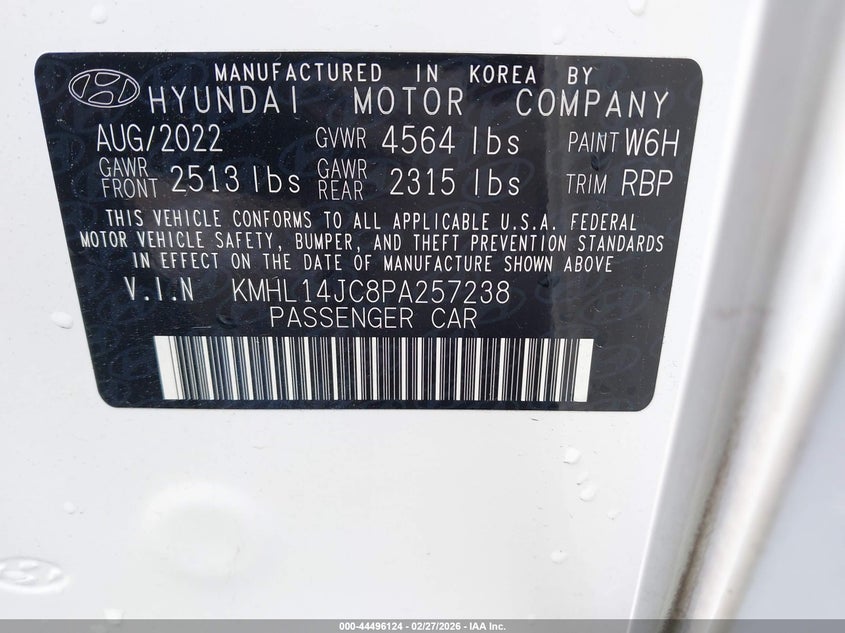 MANUFACTURED IN KOREA BY
HYUNDAI MOTOR COMPANY
AUG/2022 GVWR 4564 lbs PAINT W6H
GAWR FRONT 2513 lbs GAWR REAR 2315 lbs TRIM RBP
THIS VEHICLE CONFORMS TO ALL APPLICABLE U.S.A. FEDERAL
MOTOR VEHICLE SAFETY, BUMPER, AND THEFT PREVENTION STANDARDS
IN EFFECT ON THE DATE OF MANUFACTURE SHOWN ABOVE
V.I.N KMHL14JC8PA257238
PASSENGER CAR
000-44496124 | 02/27/2026 - IAA Inc.